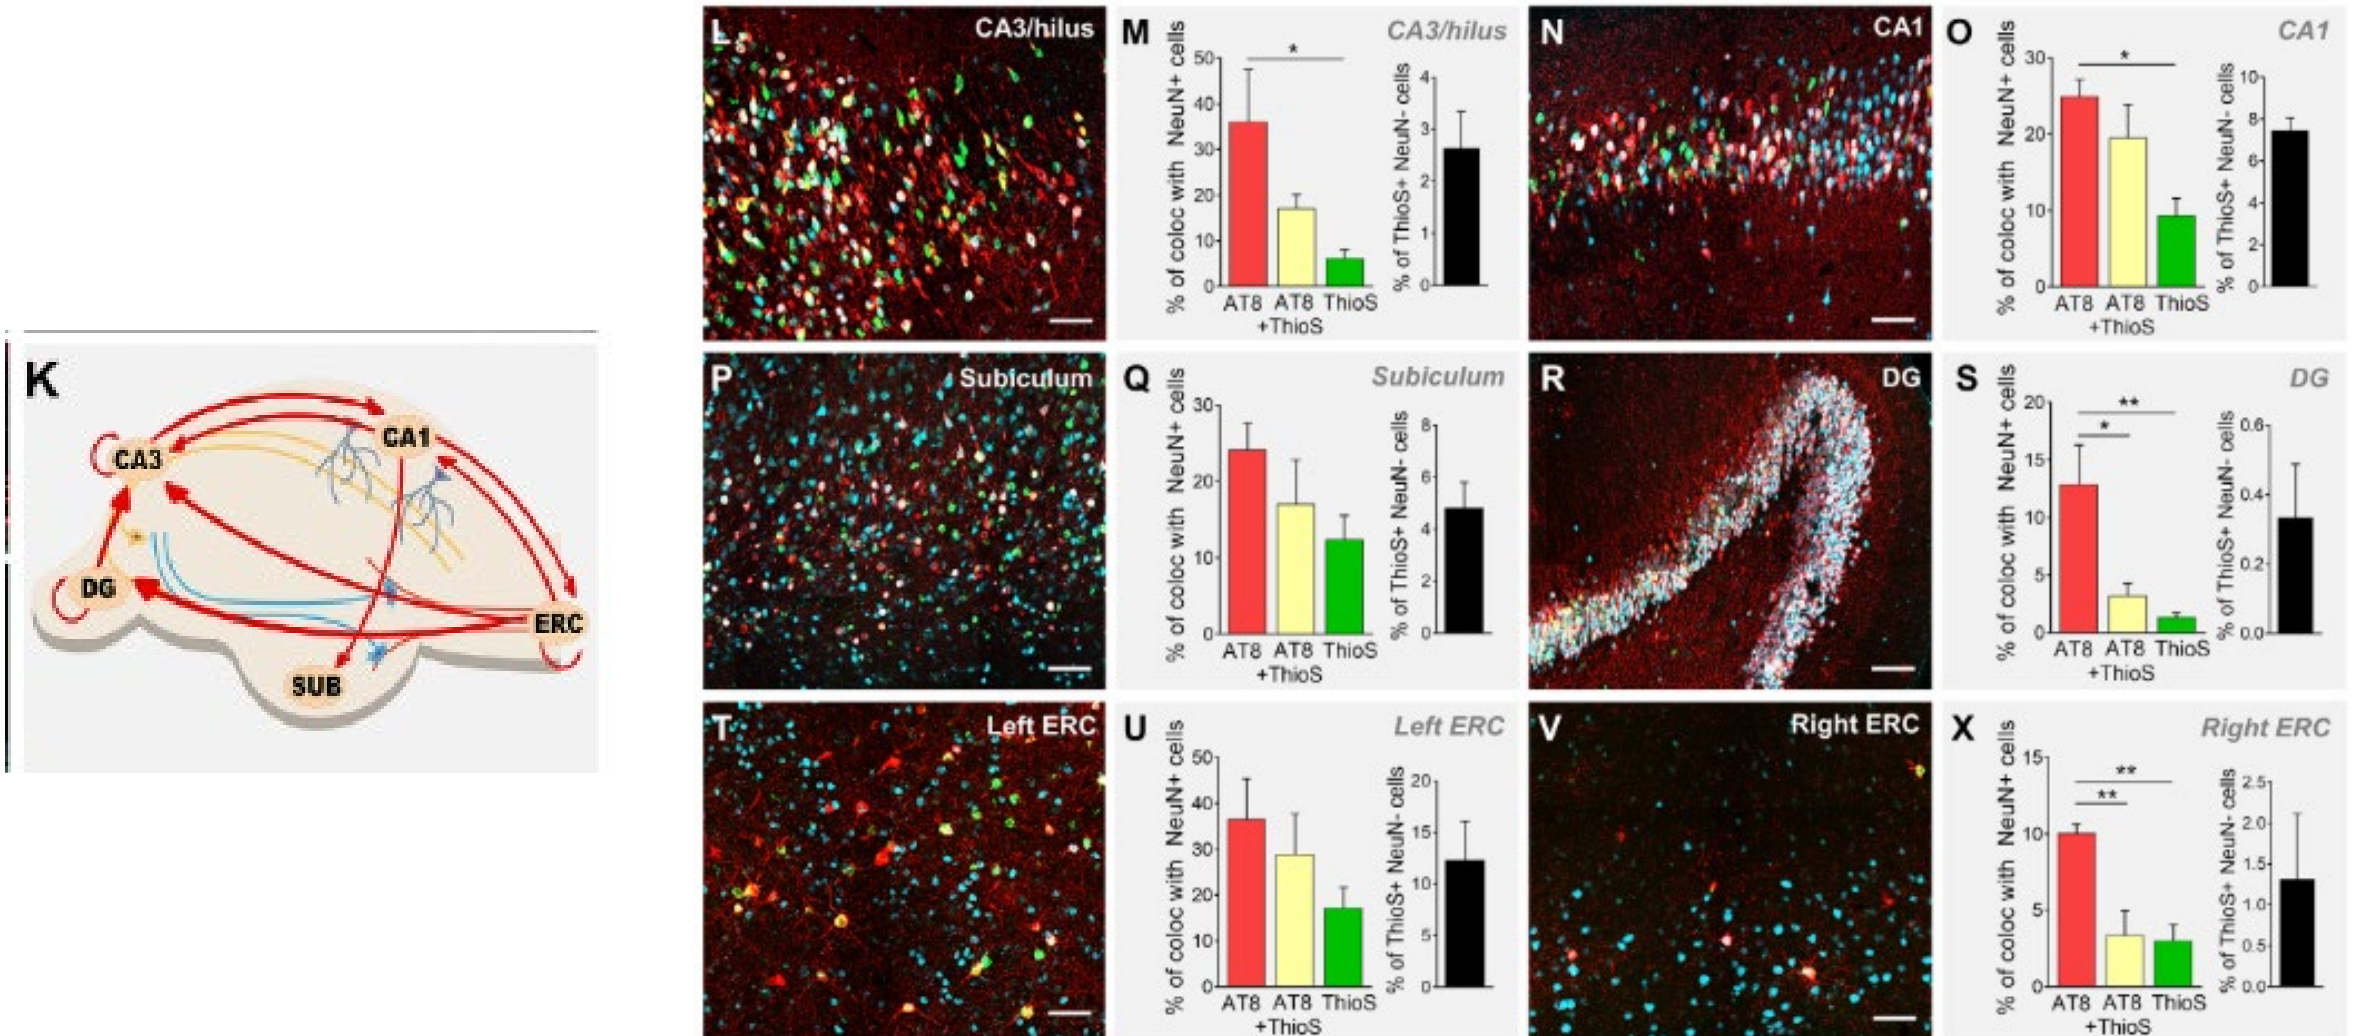 K
CA3
CA1
DG
ERC
SUB
L
CA3/hilus
M
CA3/hilus
% of coloc with NeuN+ cells
50
40
30
20
10
0
AT8 AT8 ThioS
+ThioS
% of ThioS+ NeuN- cells
4
3
2
1
0
N
CA1
O
CA1
% of coloc with NeuN+ cells
30
20
10
0
AT8 AT8 ThioS
+ThioS
% of ThioS+ NeuN- cells
10
8
6
4
2
0
*
*
P
Subiculum
Q
Subiculum
% of coloc with NeuN+ cells
30
20
10
0
AT8 AT8 ThioS
+ThioS
% of ThioS+ NeuN- cells
8
6
4
2
0
R
DG
S
DG
% of coloc with NeuN+ cells
20
15
10
5
0
**
*
AT8 AT8 ThioS
+ThioS
% of ThioS+ NeuN- cells
0.6
0.4
0.2
0.0
T
Left ERC
U
Left ERC
% of coloc with NeuN+ cells
50
40
30
20
10
0
AT8 AT8 ThioS
+ThioS
% of ThioS+ NeuN- cells
20
15
10
5
0
V
Right ERC
X
Right ERC
% of coloc with NeuN+ cells
15
10
5
0
**
**
AT8 AT8 ThioS
+ThioS
% of ThioS+ NeuN- cells
2.5
2.0
1.5
1.0
0.5
0.0